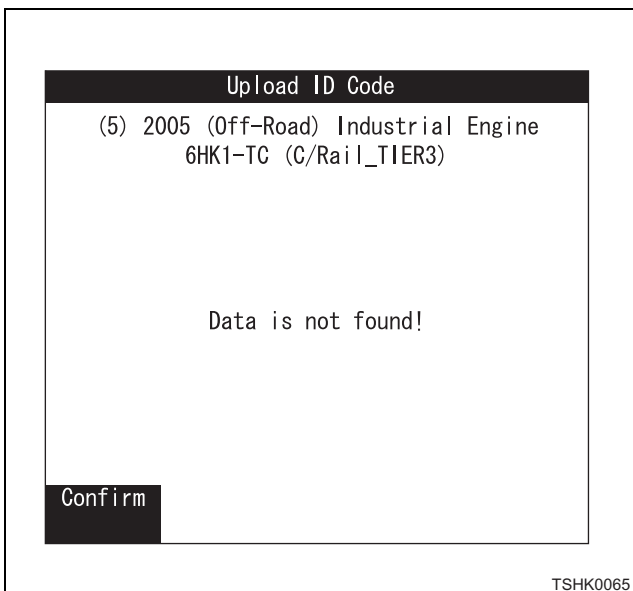 Upload ID Code
(5) 2005 (Off-Road) Industrial Engine
6HK1-TC (C/Rail_TIER3)
Data is not found!
Confirm
TSHK0065